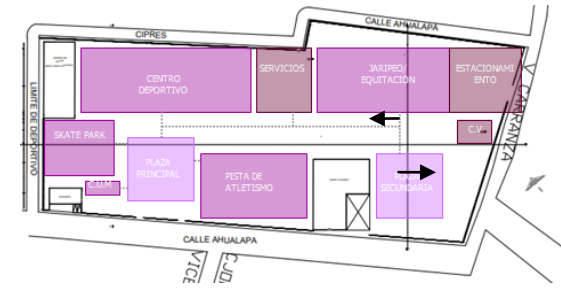 CALLE AHUALAPA
CIPRES
CENTRO
DEPORTIVO
SERVICIOS
JARIPEO/
EQUITACION
ESTACIONAMI
ENTO
LIMITE DE DEPORTIVO
SKATE PARK
C.V.
CARRANZA
PLAZA
PRINCIPAL
PISTA DE
ATLETISMO
SECUNDARIA
C.U.M
CALLE AHUALAPA
VICE